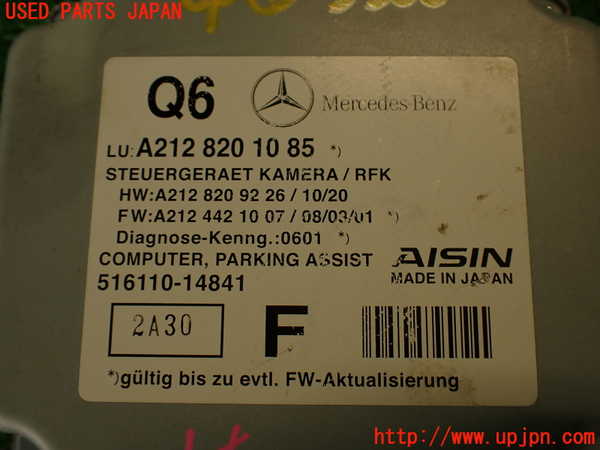 USED PARTS JAPAN
Q6 Mercedes-Benz
LU:A212 820 10 85 *)
STEUERGERAET KAMERA / RFK
HW:A212 820 92 26 / 10/20
FW:A212 442 10 07 / 08/03/01 *)
Diagnose-Kenng.:0601 *)
COMPUTER, PARKING ASSIST
AISIN
516110-14841
MADE IN JAPAN
2A30
F
*)gültig bis zu evtl. FW-Aktualisierung
http://www.upjpn.com/